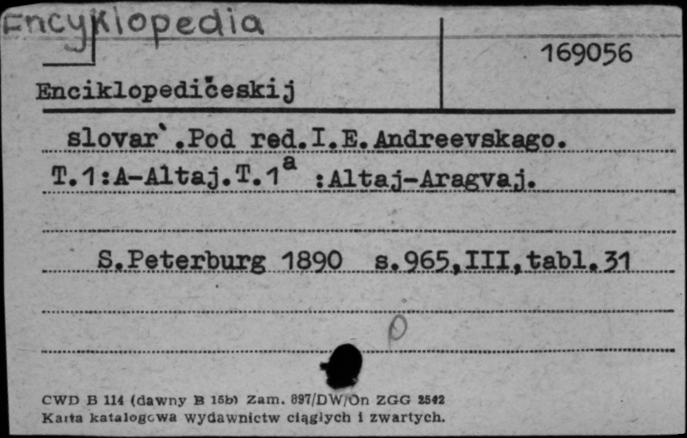 Encyklopedia
169056
Enciklopedičeskij
slovar`.Pod red.I.E.Andreevskago.
T.1:A-Altaj.T.1ª :Altaj-Aragvaj.
S.Peterburg 1890 s.965,III,tabl.31
0
CWD B 114 (dawny B 15b) Zam. 897/DW/On ZGG 2542
Karta katalogowa wydawnictw ciągłych i zwartych.